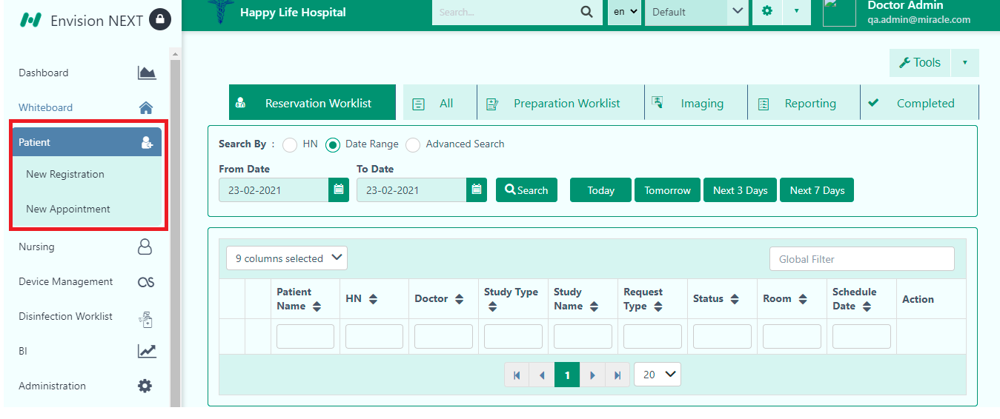 Envision NEXT
Happy Life Hospital
Search...
en
Default
Doctor Admin
qa.admin@miracle.com
Dashboard
Whiteboard
Patient
New Registration
New Appointment
Nursing
Device Management
Disinfection Worklist
BI
Administration
Tools
Reservation Worklist
All
Preparation Worklist
Imaging
Reporting
Completed
Search By : HN Date Range Advanced Search
From Date To Date
23-02-2021 23-02-2021 Search Today Tomorrow Next 3 Days Next 7 Days
9 columns selected
Global Filter
Patient Name
HN
Doctor
Study Type
Study Name
Request Type
Status
Room
Schedule Date
Action
1
20